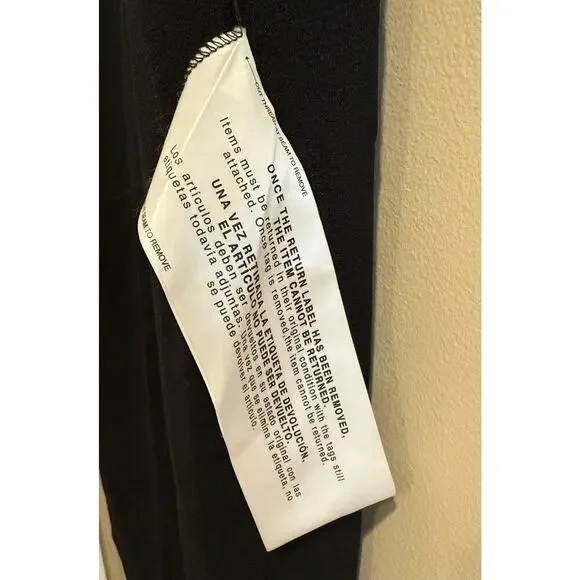 CUT THREAD AT SEAM TO REMOVE
ONCE THE RETURN LABEL HAS BEEN REMOVED,
THE ITEM CANNOT BE RETURNED.
Items must be returned in their original condition with the tags still
attached. Once tag is removed,the item cannot be returned.
UNA VEZ RETIRADA LA ETIQUETA DE DEVOLUCIÓN,
EL ARTÍCULO NO PUEDE SER DEVUELTO.
Los artículos deben ser devueltos en su estado original con las
etiquetas todavía adjuntas. Una vez que se elimina la etiqueta, no
se puede devolver el artículo.
SEAM TO REMOVE